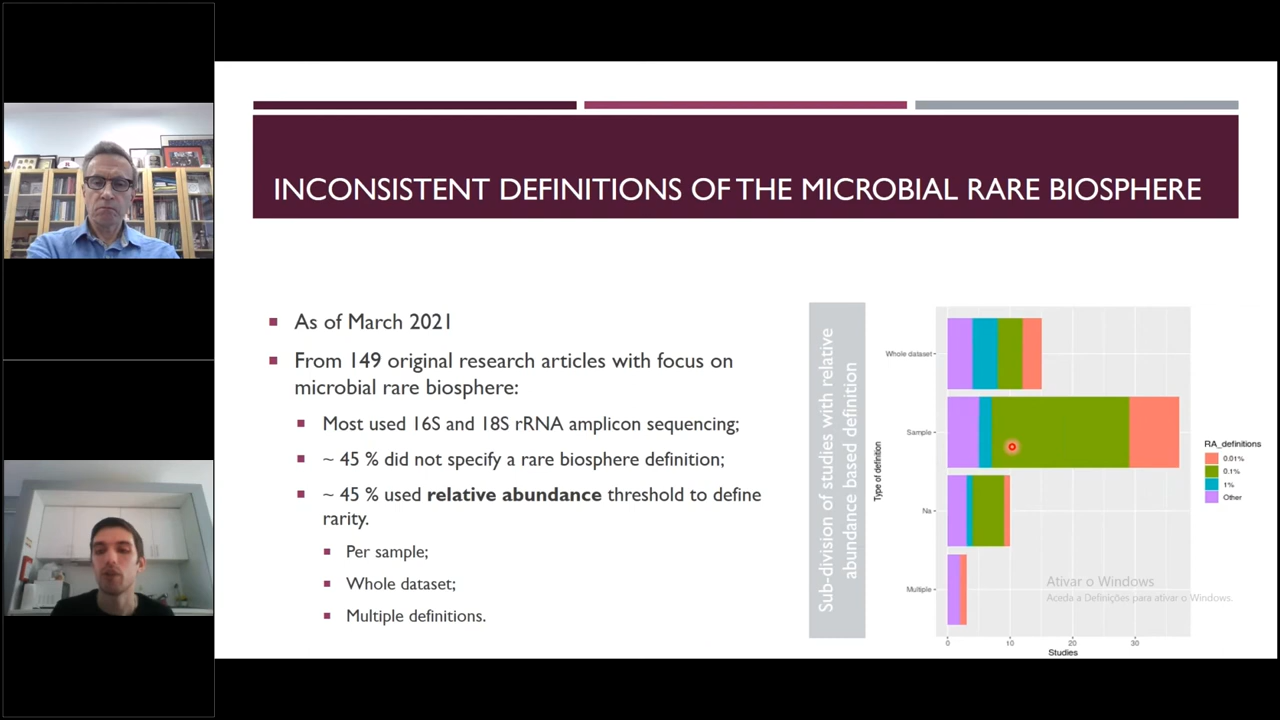 INCONSISTENT DEFINITIONS OF THE MICROBIAL RARE BIOSPHERE
As of March 2021
From 149 original research articles with focus on
microbial rare biosphere:
Most used 16S and 18S rRNA amplicon sequencing;
~ 45 % did not specify a rare biosphere definition;
~ 45 % used relative abundance threshold to define
rarity.
Per sample;
Whole dataset;
Multiple definitions.
Sub-division of studies with relative
abundance based definition
Type of definition
Whole dataset
Sample
Na
Multiple
0
10
20
30
Studies
RA_definitions
0.01%
0.1%
1%
Other
Ativar o Windows
Aceda a Definições para ativar o Windows.